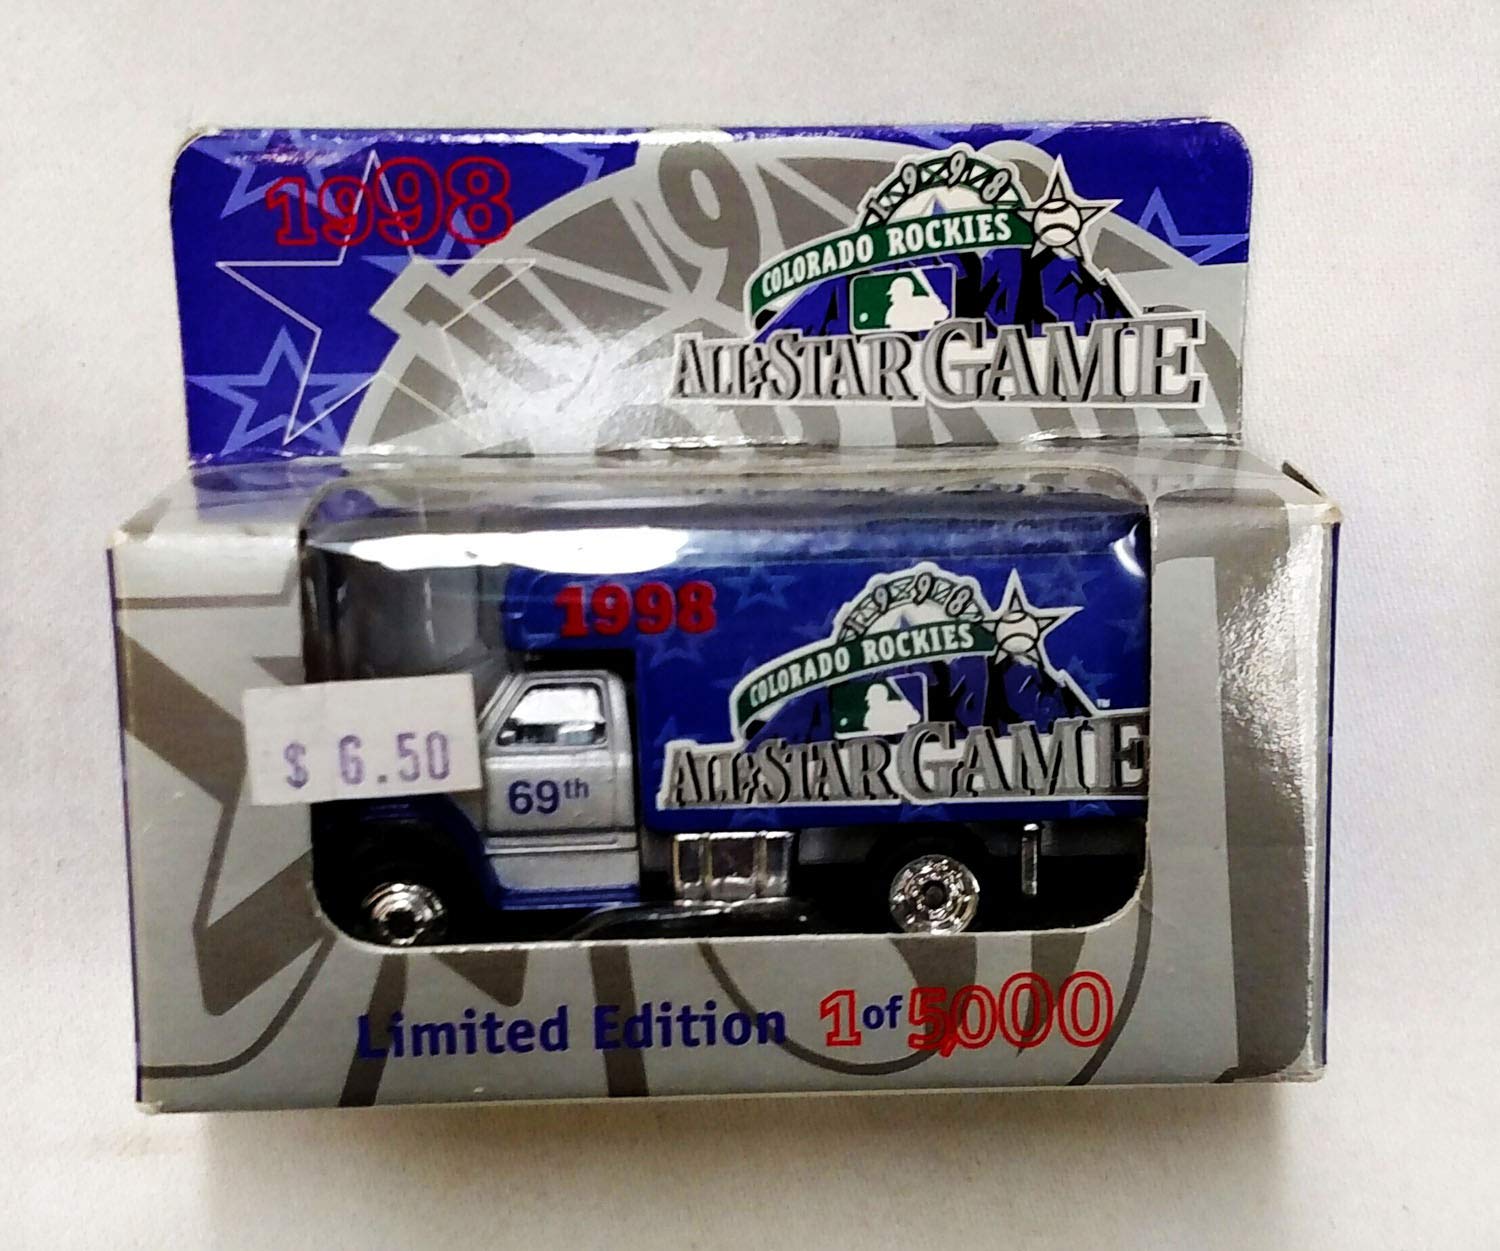 1998
1998
COLORADO ROCKIES
ALL STAR GAME
1998
1998
COLORADO ROCKIES
ALL STAR GAME
TM
$ 6.50
69th
Limited Edition 1 of 5,000